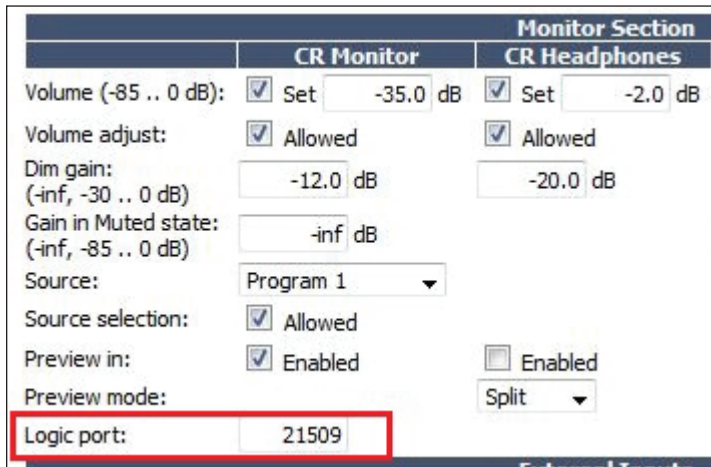 Monitor Section
CR Monitor CR Headphones
Volume (-85 .. 0 dB): Set -35.0 dB Set -2.0 dB
Volume adjust: Allowed Allowed
Dim gain:
(-inf, -30 .. 0 dB) -12.0 dB -20.0 dB
Gain in Muted state:
(-inf, -85 .. 0 dB) -inf dB
Source: Program 1
Source selection: Allowed
Preview in: Enabled Enabled
Preview mode: Split
Logic port: 21509